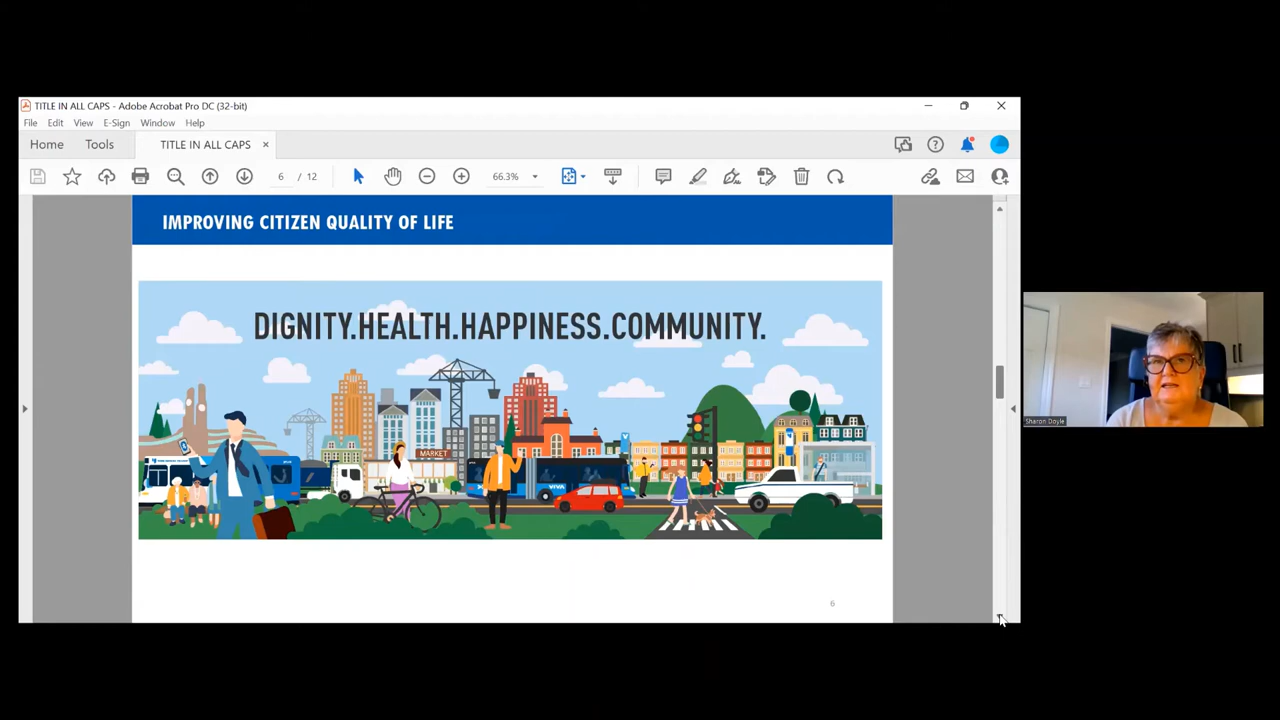 TITLE IN ALL CAPS - Adobe Acrobat Pro DC (32-bit)
File Edit View E-Sign Window Help
Home Tools TITLE IN ALL CAPS
6 / 12 66.3%
IMPROVING CITIZEN QUALITY OF LIFE
DIGNITY.HEALTH.HAPPINESS.COMMUNITY.
MARKET
VIVA
6
Sharon Doyle